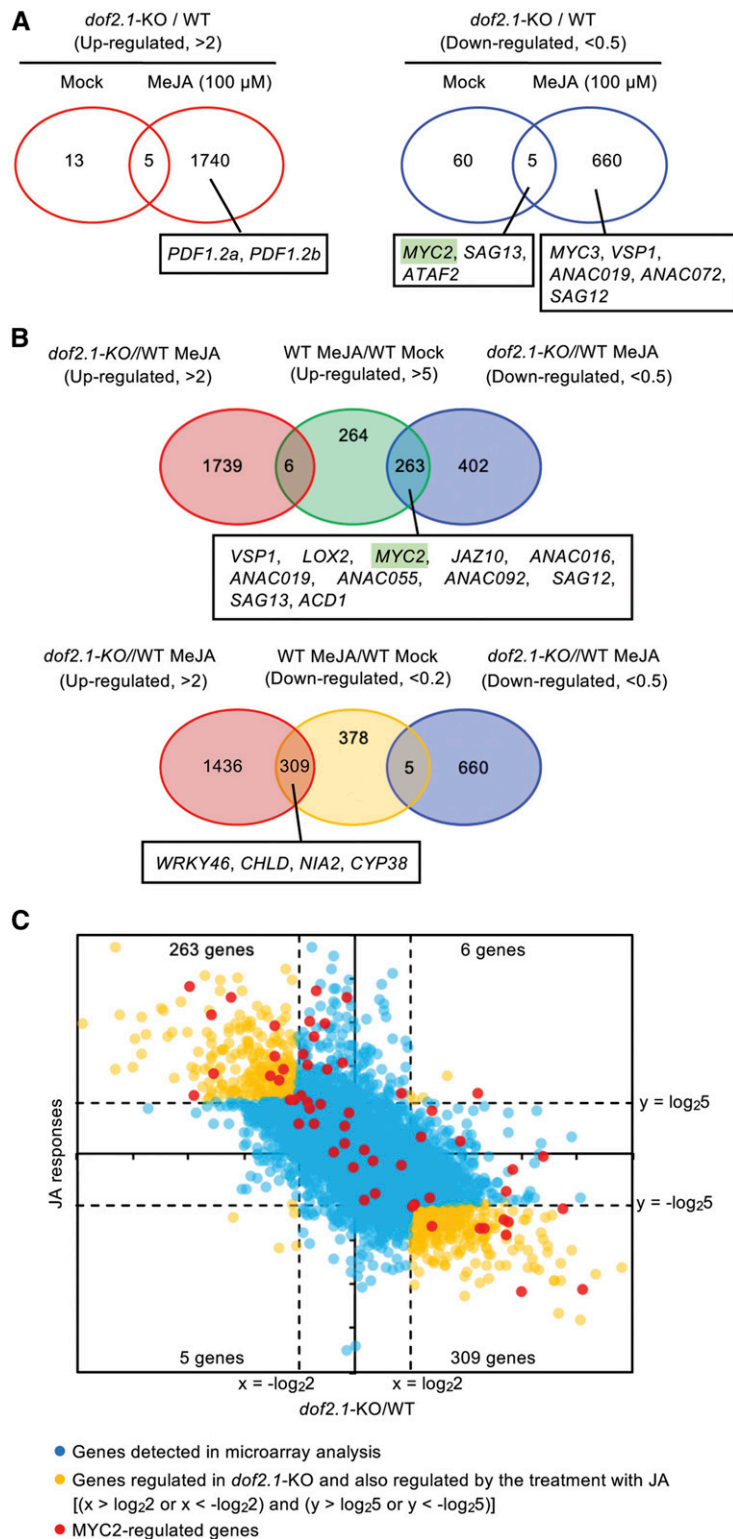 A
dof2.1-KO / WT
(Up-regulated, >2)
Mock MeJA (100 µM)
13 5 1740
PDF1.2a, PDF1.2b
dof2.1-KO / WT
(Down-regulated, <0.5)
Mock MeJA (100 µM)
60 5 660
MYC2, SAG13,
ATAF2
MYC3, VSP1,
ANAC019, ANAC072,
SAG12
B
dof2.1-KO//WT MeJA
(Up-regulated, >2)
WT MeJA/WT Mock
(Up-regulated, >5)
dof2.1-KO//WT MeJA
(Down-regulated, <0.5)
1739 6 264 263 402
VSP1, LOX2, MYC2, JAZ10, ANAC016,
ANAC019, ANAC055, ANAC092, SAG12,
SAG13, ACD1
dof2.1-KO//WT MeJA
(Up-regulated, >2)
WT MeJA/WT Mock
(Down-regulated, <0.2)
dof2.1-KO//WT MeJA
(Down-regulated, <0.5)
1436 309 378 5 660
WRKY46, CHLD, NIA2, CYP38
C
263 genes 6 genes
y = log₂5
JA responses
y = -log₂5
5 genes 309 genes
x = -log₂2 x = log₂2
dof2.1-KO/WT
Genes detected in microarray analysis
Genes regulated in dof2.1-KO and also regulated by the treatment with JA
[(x > log₂2 or x < -log₂2) and (y > log₂5 or y < -log₂5)]
MYC2-regulated genes